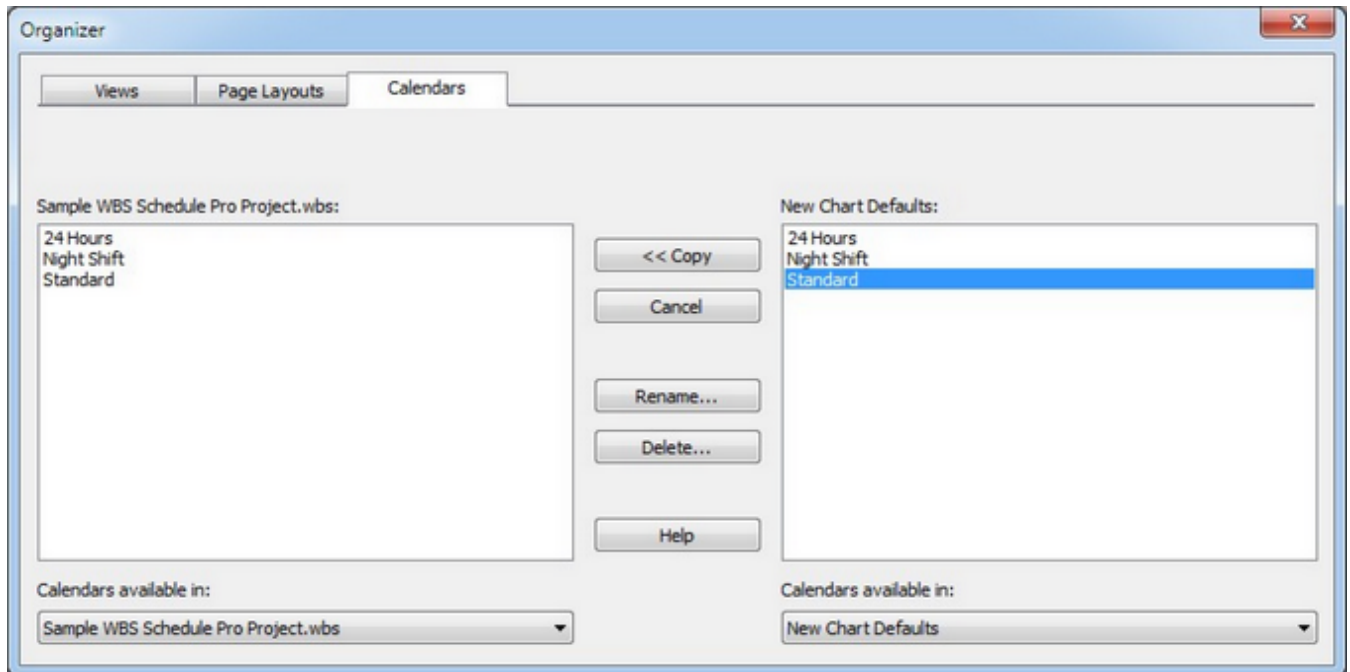 Organizer
Views
Page Layouts
Calendars
Sample WBS Schedule Pro Project.wbs:
24 Hours
Night Shift
Standard
<< Copy
Cancel
Rename...
Delete...
Help
New Chart Defaults:
24 Hours
Night Shift
Standard
Calendars available in:
Sample WBS Schedule Pro Project.wbs
Calendars available in:
New Chart Defaults